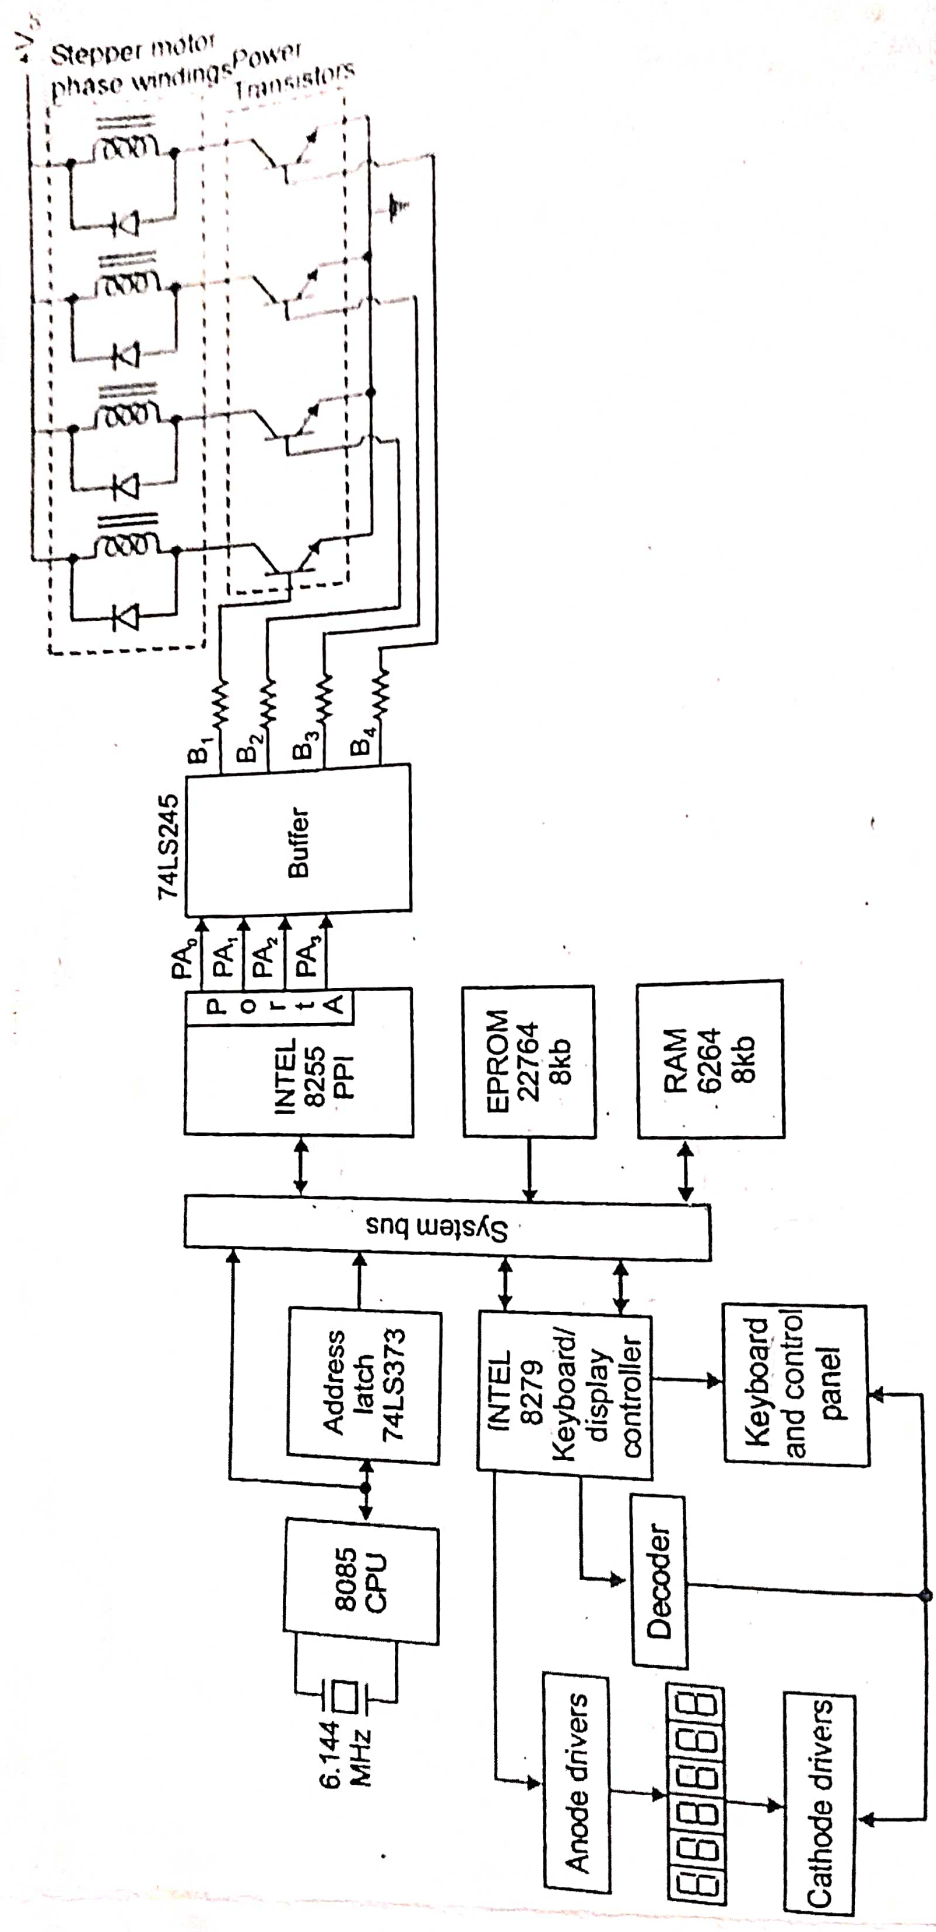 6.144
MHz
8085
CPU
Address
latch
74LS373
System bus
INTEL
8255
PPI
P
o
r
t
A
PA0
PA1
PA2
PA3
74LS245
Buffer
B1
B2
B3
B4
Stepper motor
phase windings
Power
Transistors
EPROM
22764
8kb
RAM
6264
8kb
INTEL
8279
Keyboard/
display
controller
Keyboard
and control
panel
Decoder
Anode drivers
Cathode drivers